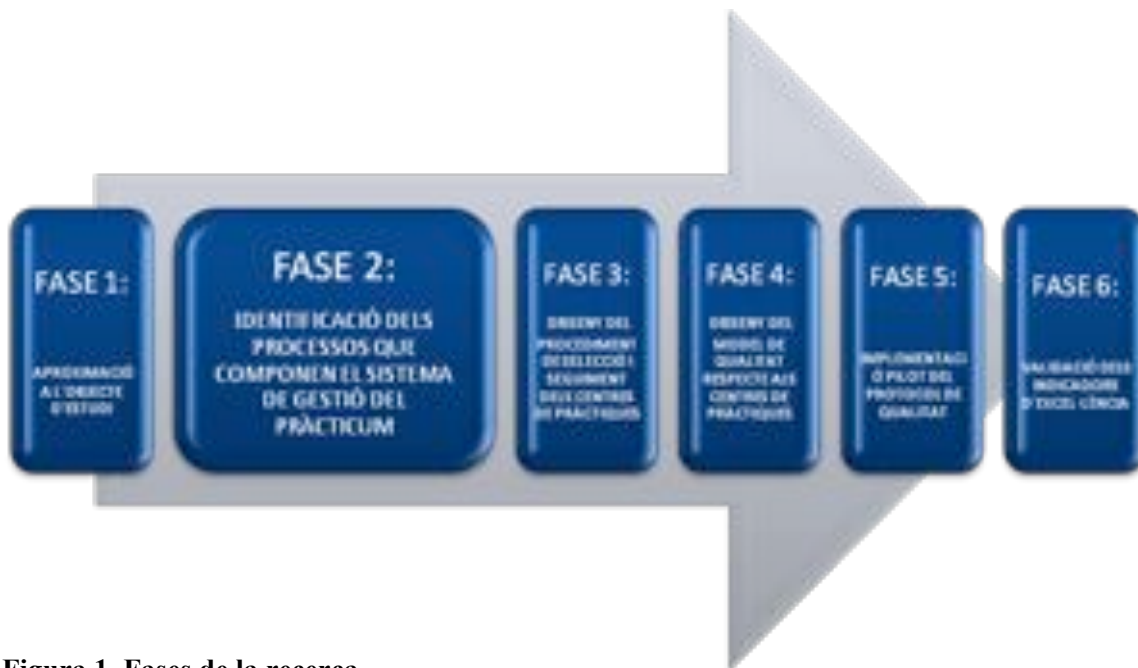 FASE 1:
APROXIMACIÓ
A L'OBJECTE
D'ESTUDI
FASE 2:
IDENTIFICACIÓ DELS
PROCESSOS QUE
COMPONEN EL SISTEMA
DE GESTIÓ DEL
PRÀCTICUM
FASE 3:
DISSENY DEL
PROCEDIMENT
DE SELECCIÓ I
SEGUIMENT
DELS CENTRES
DE PRÀCTIQUES
FASE 4:
DISSENY DEL
MODEL DE
QUALITAT
RESPECTE ALS
CENTRES DE
PRÀCTIQUES
FASE 5:
IMPLEMENTACI
Ó PILOT DEL
PROTOCOL DE
QUALITAT
FASE 6:
VALIDACIÓ DELS
INDICADORS
D'EXCEL·LÈNCIA
Figura 1. Fases de la recerca